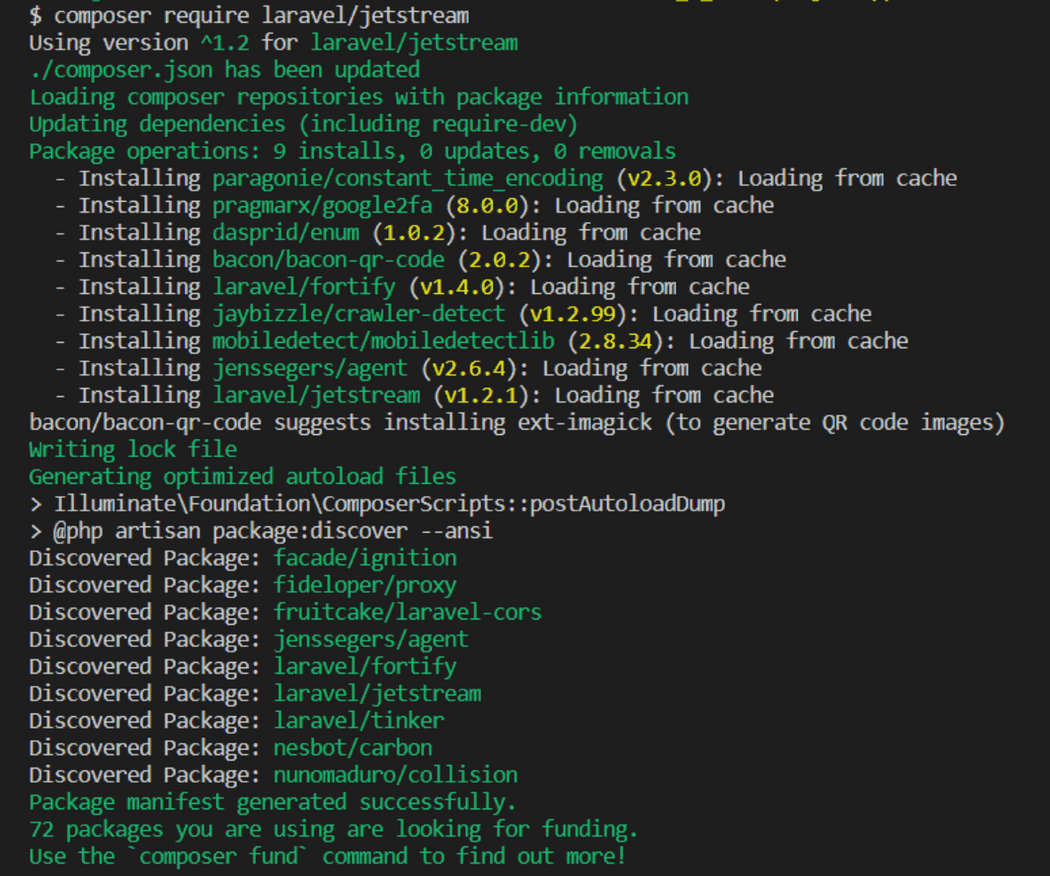 $ composer require laravel/jetstream
Using version ^1.2 for laravel/jetstream
./composer.json has been updated
Loading composer repositories with package information
Updating dependencies (including require-dev)
Package operations: 9 installs, 0 updates, 0 removals
  - Installing paragonie/constant_time_encoding (v2.3.0): Loading from cache
  - Installing pragmarx/google2fa (8.0.0): Loading from cache
  - Installing dasprid/enum (1.0.2): Loading from cache
  - Installing bacon/bacon-qr-code (2.0.2): Loading from cache
  - Installing laravel/fortify (v1.4.0): Loading from cache
  - Installing jaybizzle/crawler-detect (v1.2.99): Loading from cache
  - Installing mobiledetect/mobiledetectlib (2.8.34): Loading from cache
  - Installing jenssegers/agent (v2.6.4): Loading from cache
  - Installing laravel/jetstream (v1.2.1): Loading from cache
bacon/bacon-qr-code suggests installing ext-imagick (to generate QR code images)
Writing lock file
Generating optimized autoload files
> Illuminate\Foundation\ComposerScripts::postAutoloadDump
> @php artisan package:discover --ansi
Discovered Package: facade/ignition
Discovered Package: fideloper/proxy
Discovered Package: fruitcake/laravel-cors
Discovered Package: jenssegers/agent
Discovered Package: laravel/fortify
Discovered Package: laravel/jetstream
Discovered Package: laravel/tinker
Discovered Package: nesbot/carbon
Discovered Package: nunomaduro/collision
Package manifest generated successfully.
72 packages you are using are looking for funding.
Use the `composer fund` command to find out more!